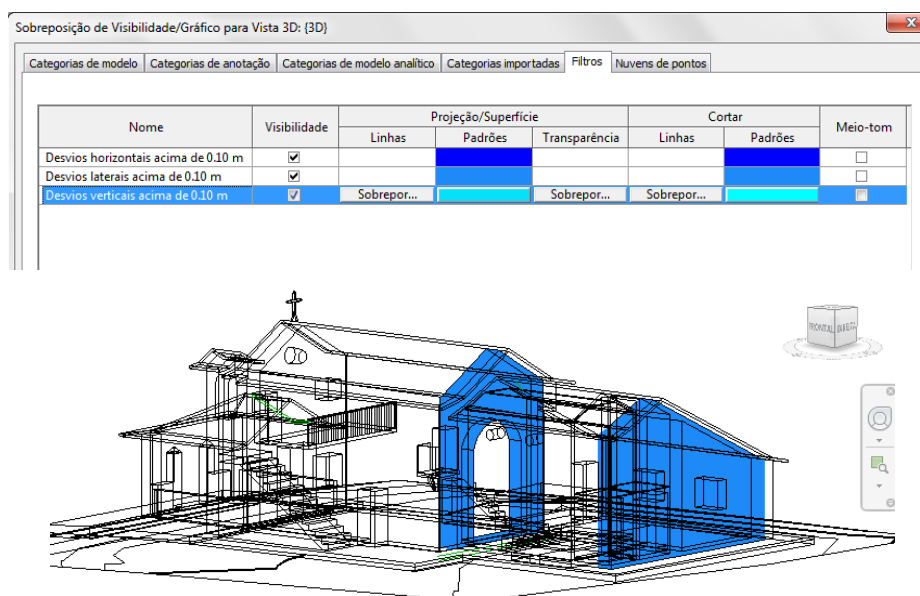 Sobreposição de Visibilidade/Gráfico para Vista 3D: {3D}
Categorias de modelo Categorias de anotação Categorias de modelo analítico Categorias importadas Filtros Nuvens de pontos
Nome Visibilidade Projeção/Superfície Cortar Meio-tom
Linhas Padrões Transparência Linhas Padrões
Desvios horizontais acima de 0.10 m
Desvios laterais acima de 0.10 m
Desvios verticais acima de 0.10 m Sobrepor... Sobrepor... Sobrepor...
FRONTAL DIREITA